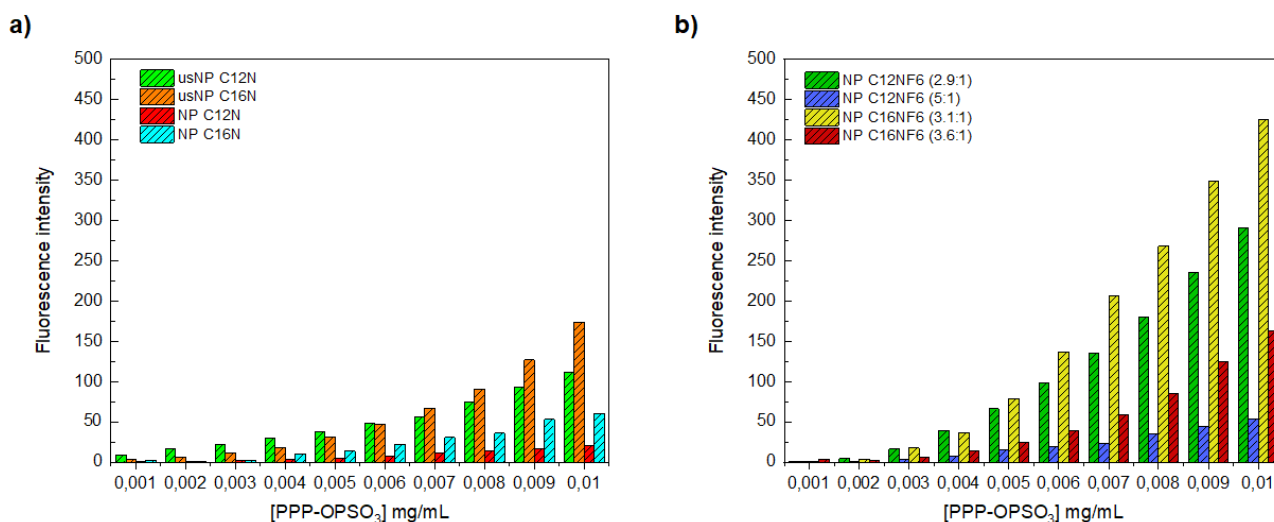 a)
Fluorescence intensity
500
450
400
350
300
250
200
150
100
50
0
usNP C12N
usNP C16N
NP C12N
NP C16N
0,001 0,002 0,003 0,004 0,005 0,006 0,007 0,008 0,009 0,01
[PPP-OPSO₃] mg/mL
b)
Fluorescence intensity
500
450
400
350
300
250
200
150
100
50
0
NP C12NF6 (2.9:1)
NP C12NF6 (5:1)
NP C16NF6 (3.1:1)
NP C16NF6 (3.6:1)
0,001 0,002 0,003 0,004 0,005 0,006 0,007 0,008 0,009 0,01
[PPP-OPSO₃] mg/mL